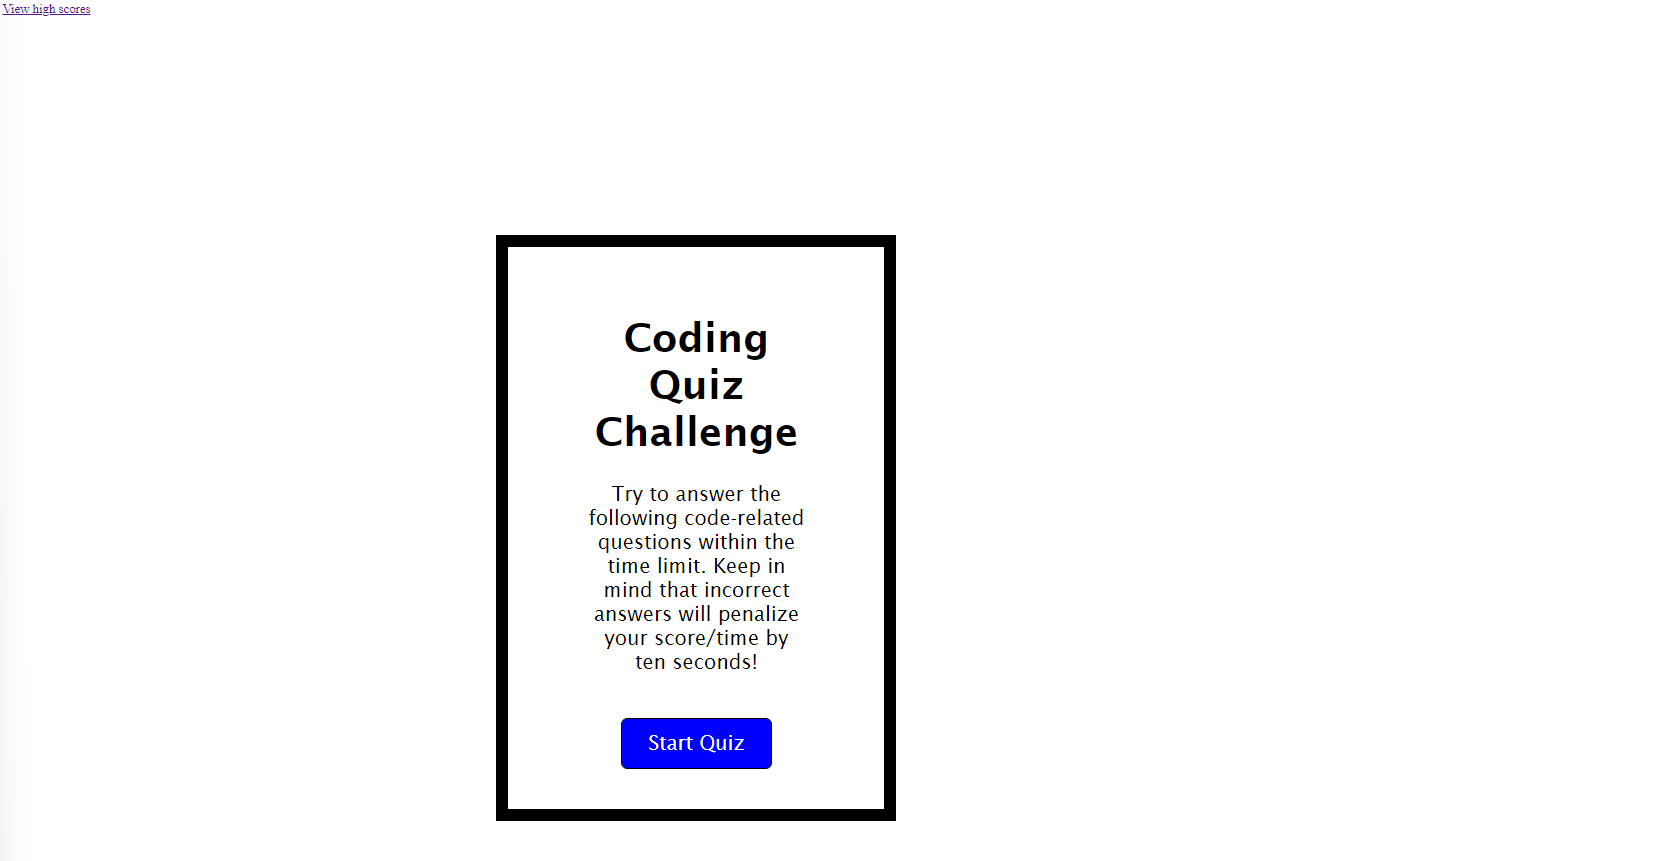 View high scores
Coding
Quiz
Challenge
Try to answer the
following code-related
questions within the
time limit. Keep in
mind that incorrect
answers will penalize
your score/time by
ten seconds!
Start Quiz